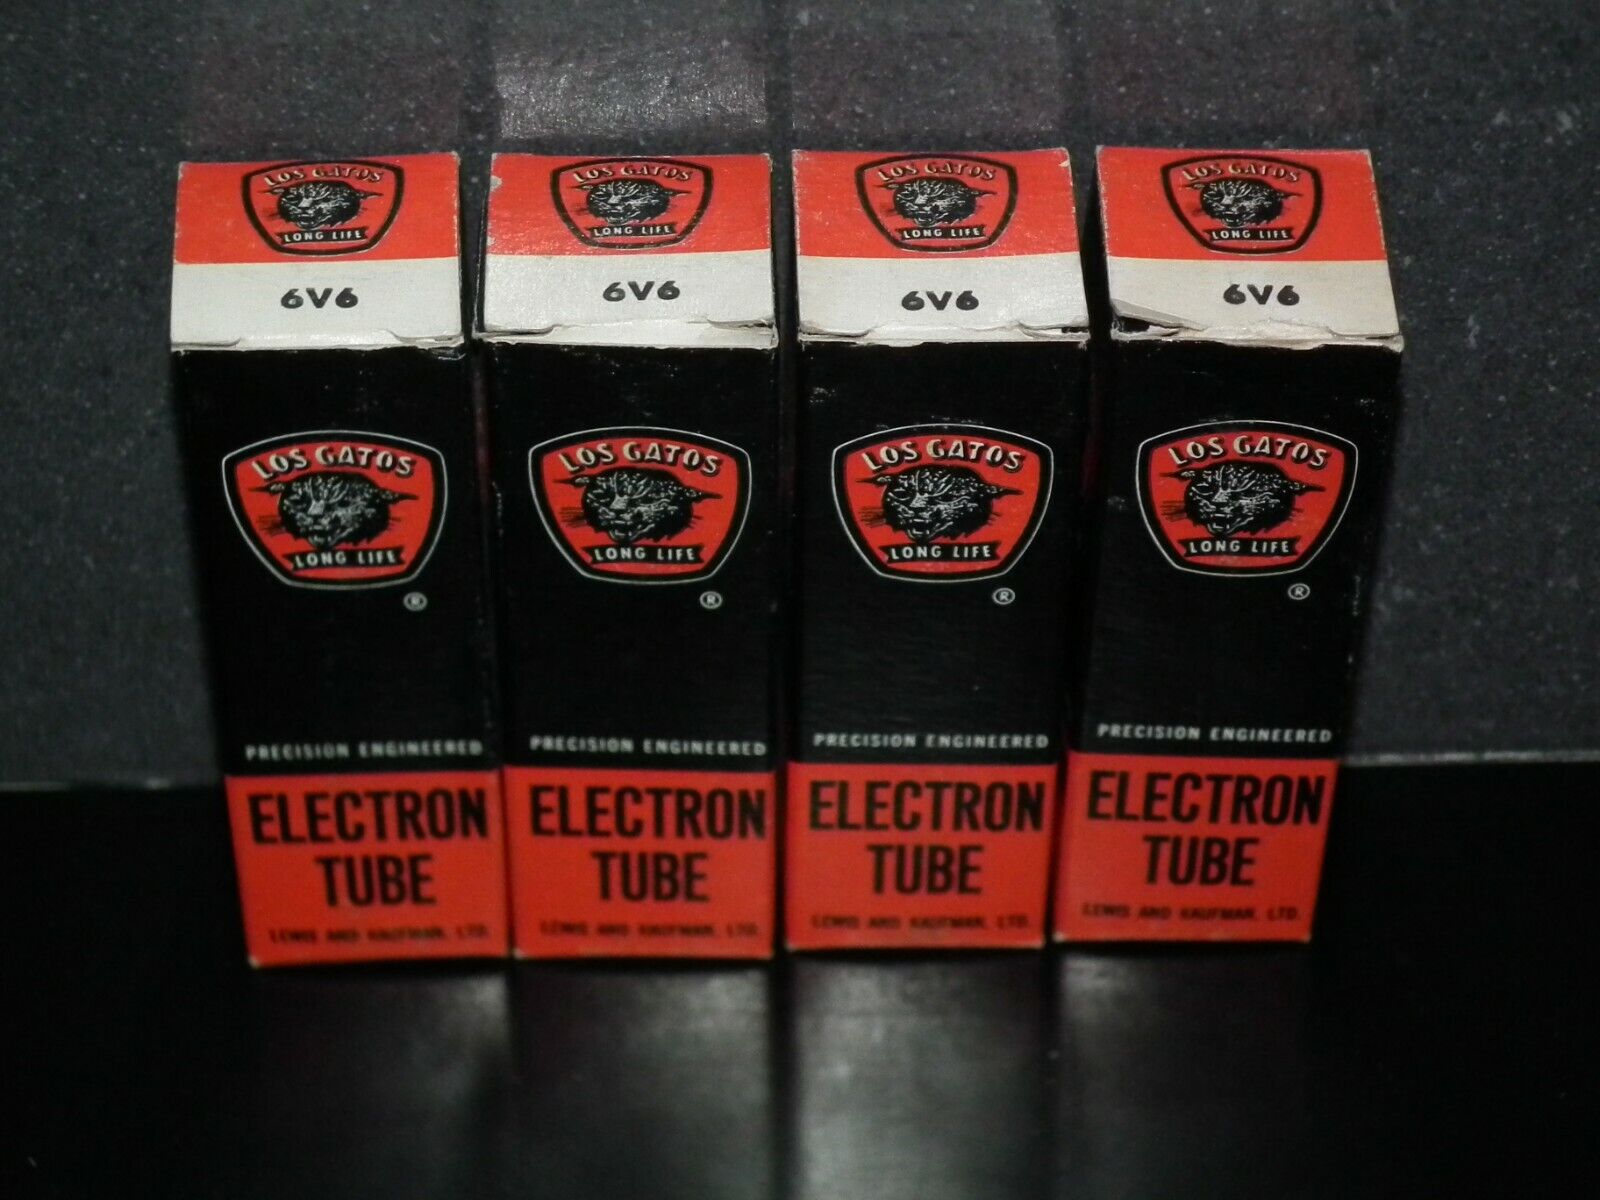 LOS GATOS
LONG LIFE
6V6
LOS GATOS
LONG LIFE
®
PRECISION ENGINEERED
ELECTRON
TUBE
LEWIS AND KAUFMAN, LTD.
LOS GATOS
LONG LIFE
6V6
LOS GATOS
LONG LIFE
®
PRECISION ENGINEERED
ELECTRON
TUBE
LEWIS AND KAUFMAN, LTD.
LOS GATOS
LONG LIFE
6V6
LOS GATOS
LONG LIFE
®
PRECISION ENGINEERED
ELECTRON
TUBE
LEWIS AND KAUFMAN, LTD.
LOS GATOS
LONG LIFE
6V6
LOS GATOS
LONG LIFE
®
PRECISION ENGINEERED
ELECTRON
TUBE
LEWIS AND KAUFMAN, LTD.